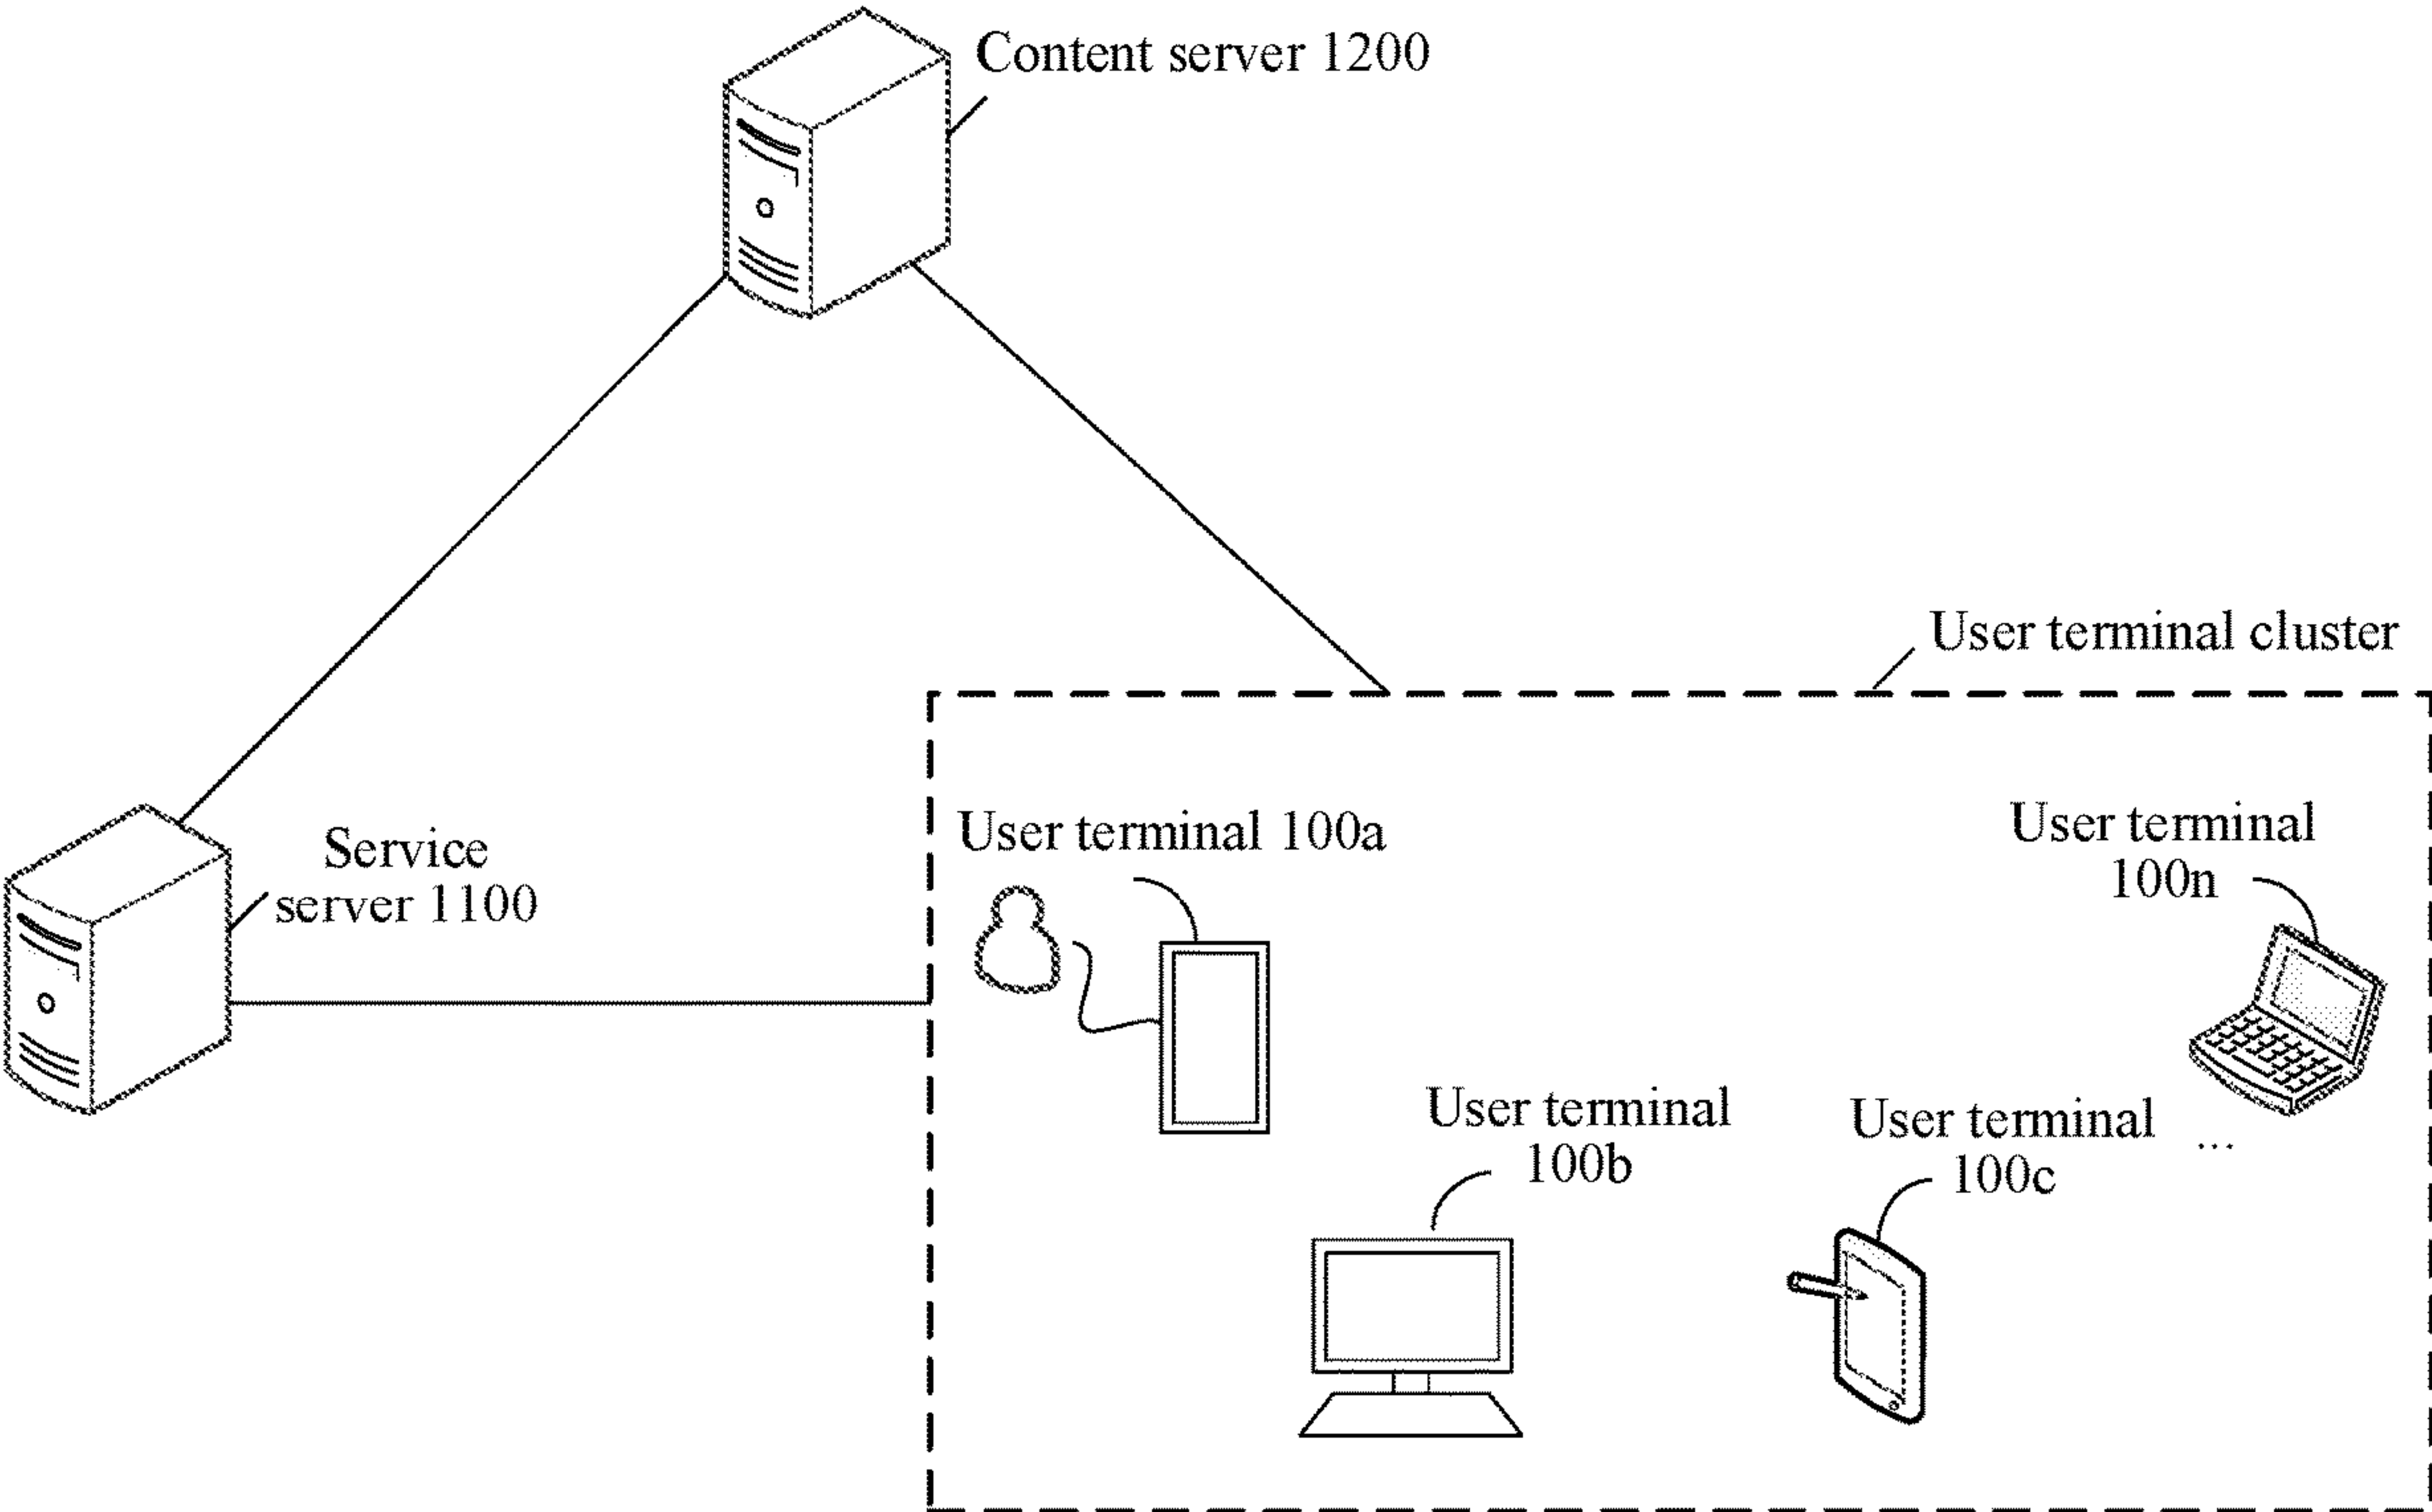 Content server 1200
User terminal cluster
Service
server 1100
User terminal 100a
User terminal
100n
User terminal
100b
User terminal
100c
...